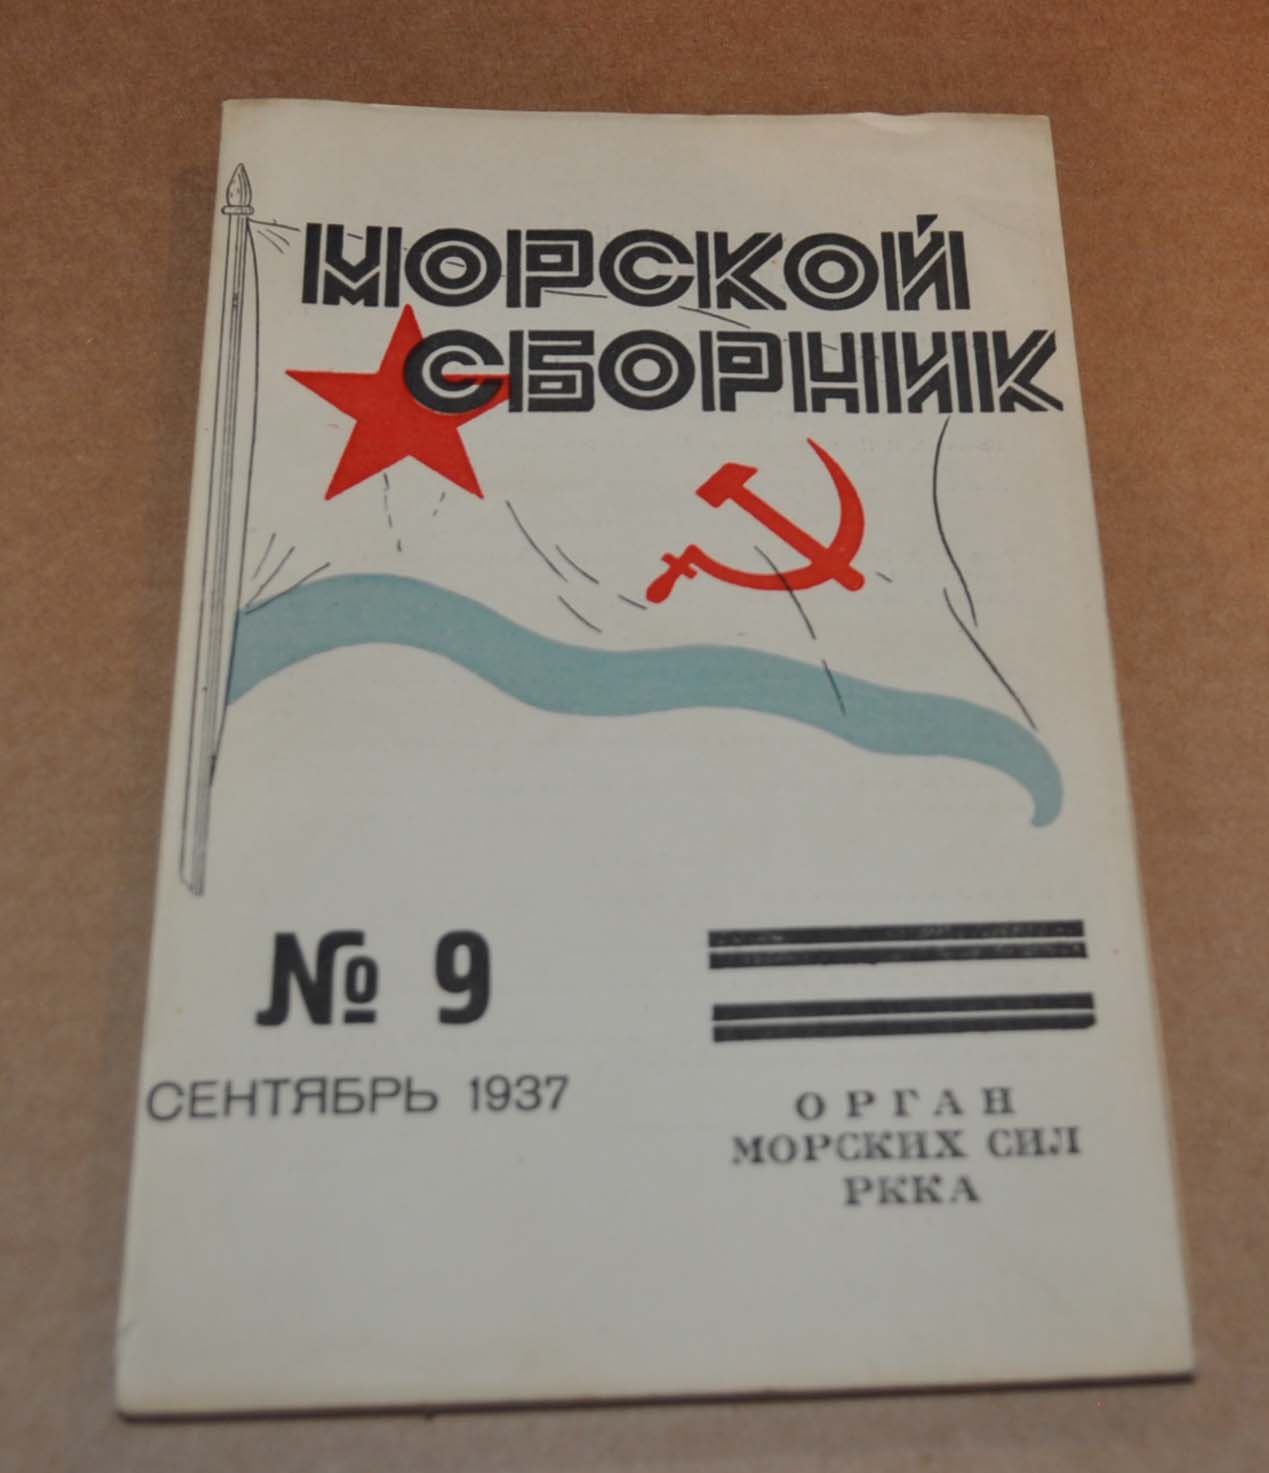 МОРСКОЙ
СБОРНИК
№ 9
СЕНТЯБРЬ 1937
ОРГАН
МОРСКИХ СИЛ
РККА